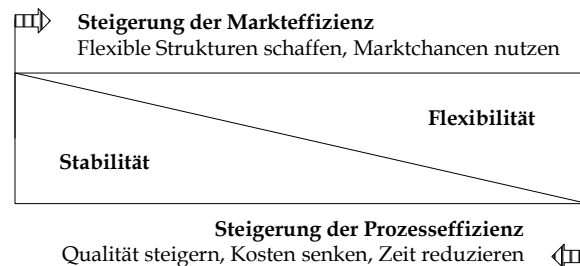 Steigerung der Markteffizienz
Flexible Strukturen schaffen, Marktchancen nutzen
Flexibilität
Stabilität
Steigerung der Prozesseffizienz
Qualität steigern, Kosten senken, Zeit reduzieren